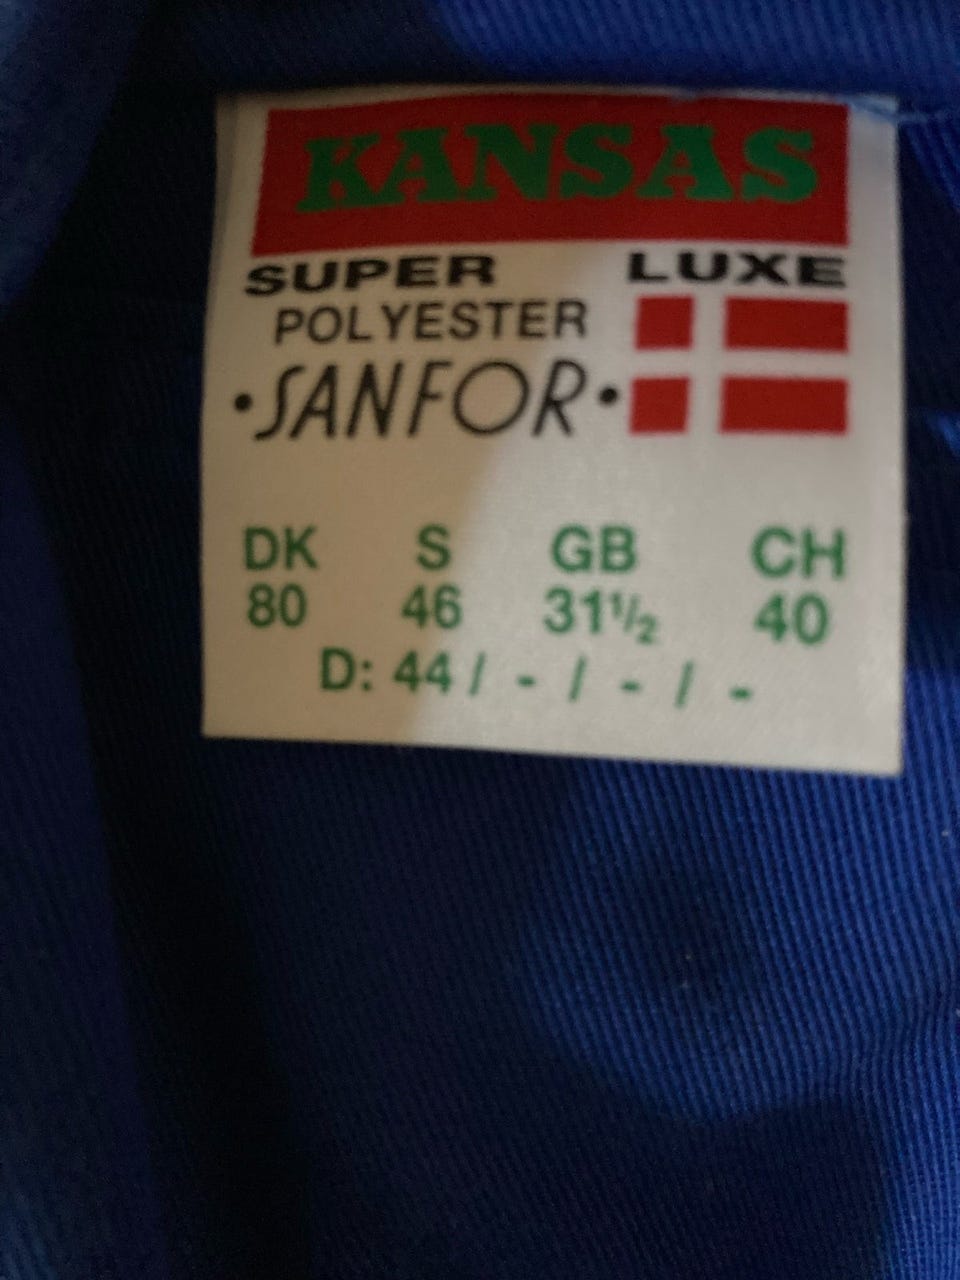 KANSAS
SUPER LUXE
POLYESTER
•SANFOR•
DK S GB CH
80 46 31½ 40
D: 44 / - / - / -